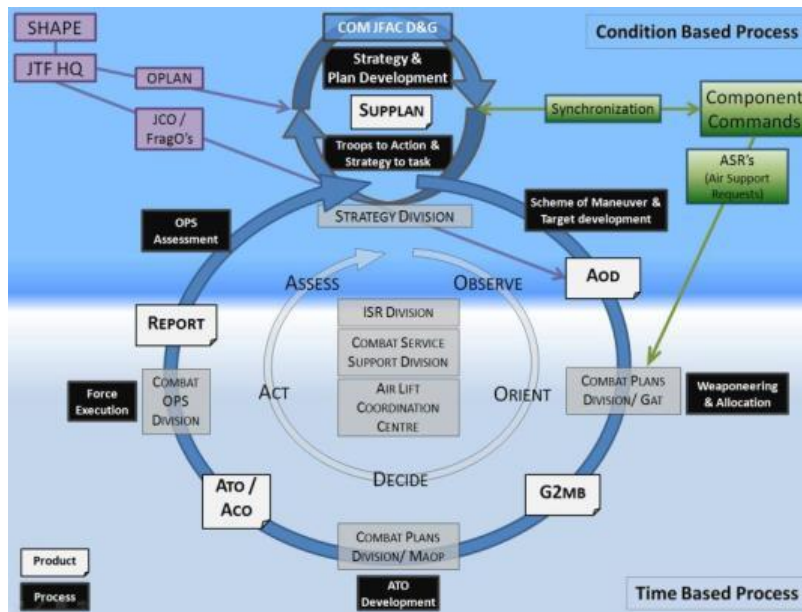 SHAPE
COM JFAC D&G
Condition Based Process
JTF HQ
OPLAN
Strategy &
Plan Development
SUPPLAN
Synchronization
Component
Commands
JCO /
FragO's
Troops to Action &
Strategy to task
ASR's
(Air Support
Requests)
OPS
Assessment
STRATEGY DIVISION
Scheme of Maneuver &
Target development
ASSESS
OBSERVE
AOD
REPORT
ISR DIVISION
COMBAT SERVICE
SUPPORT DIVISION
AIR LIFT
COORDINATION
CENTRE
Force
Execution
COMBAT
OPS
DIVISION
ACT
ORIENT
COMBAT PLANS
DIVISION/ GAT
Weaponeering
& Allocation
DECIDE
ATO /
ACO
G2MB
COMBAT PLANS
DIVISION/ MAOP
ATO
Development
Product
Process
Time Based Process